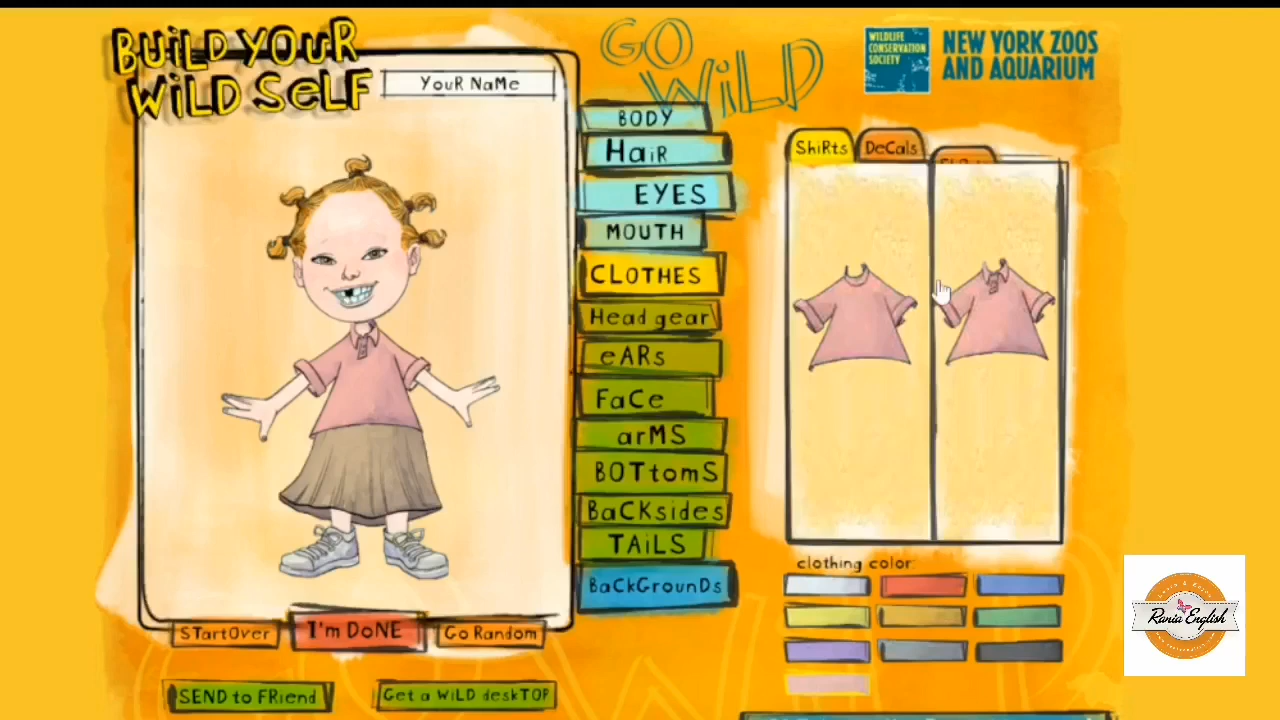 BUiLD YOUR
WiLD SeLF
YouR NaMe
GO
WiLD
WILDLIFE
CONSERVATION
SOCIETY
NEW YORK ZOOS
AND AQUARIUM
BODY
HaiR
EYES
MOUTH
CLOTHES
Head gear
eARs
FaCe
arMS
BOTtomS
BaCKsides
TAiLS
BaCKGrounDs
ShiRts
DeCals
clothing color:
STartOver
I'm DoNE
Go Random
SEND to FRiend
Get a WiLD deskTOP
Rania English